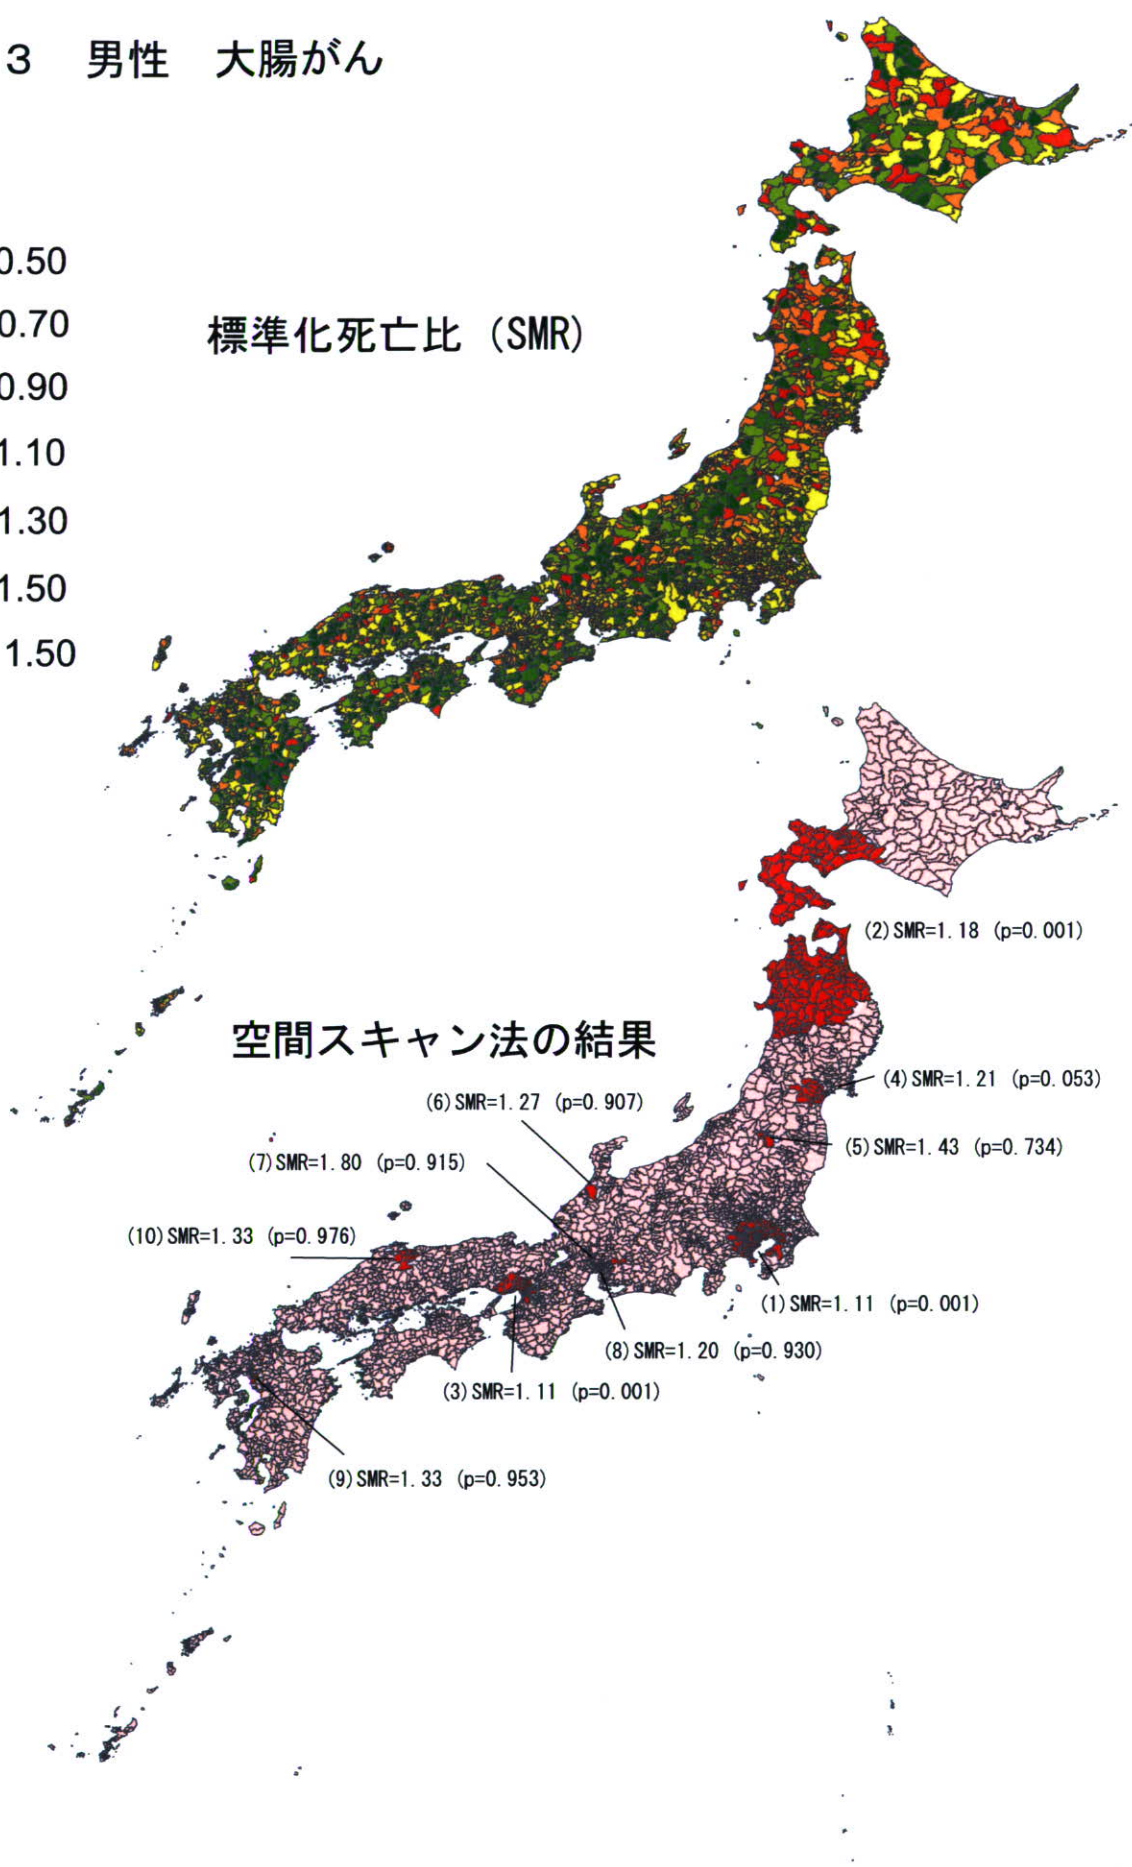 3 男性 大腸がん
0.50
0.70
標準化死亡比 (SMR)
0.90
1.10
1.30
1.50
1.50
(2)SMR=1.18 (p=0.001)
空間スキャン法の結果
(4)SMR=1.21 (p=0.053)
(6)SMR=1.27 (p=0.907)
(5)SMR=1.43 (p=0.734)
(7)SMR=1.80 (p=0.915)
(10)SMR=1.33 (p=0.976)
(1)SMR=1.11 (p=0.001)
(8)SMR=1.20 (p=0.930)
(3)SMR=1.11 (p=0.001)
(9)SMR=1.33 (p=0.953)